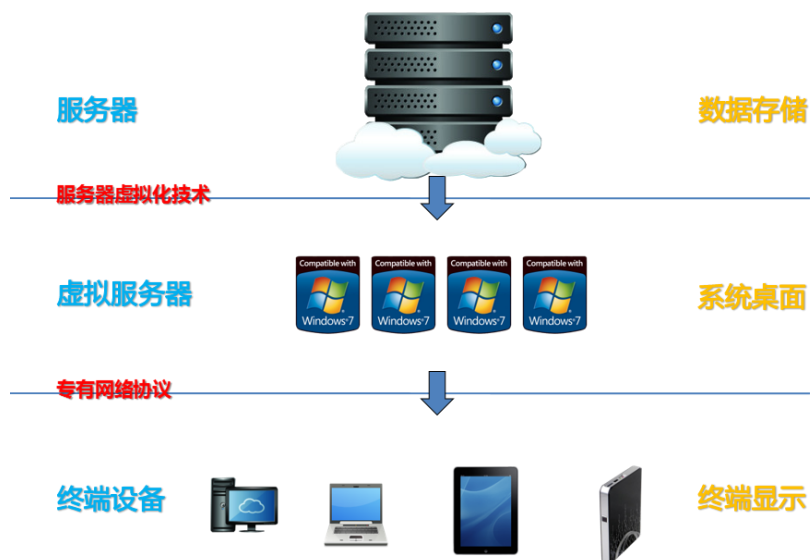 服务器
数据存储
服务器虚拟化技术
Compatible with Compatible with Compatible with Compatible with
虚拟服务器
系统桌面
Windows®7 Windows®7 Windows®7 Windows®7
专有网络协议
终端设备
终端显示